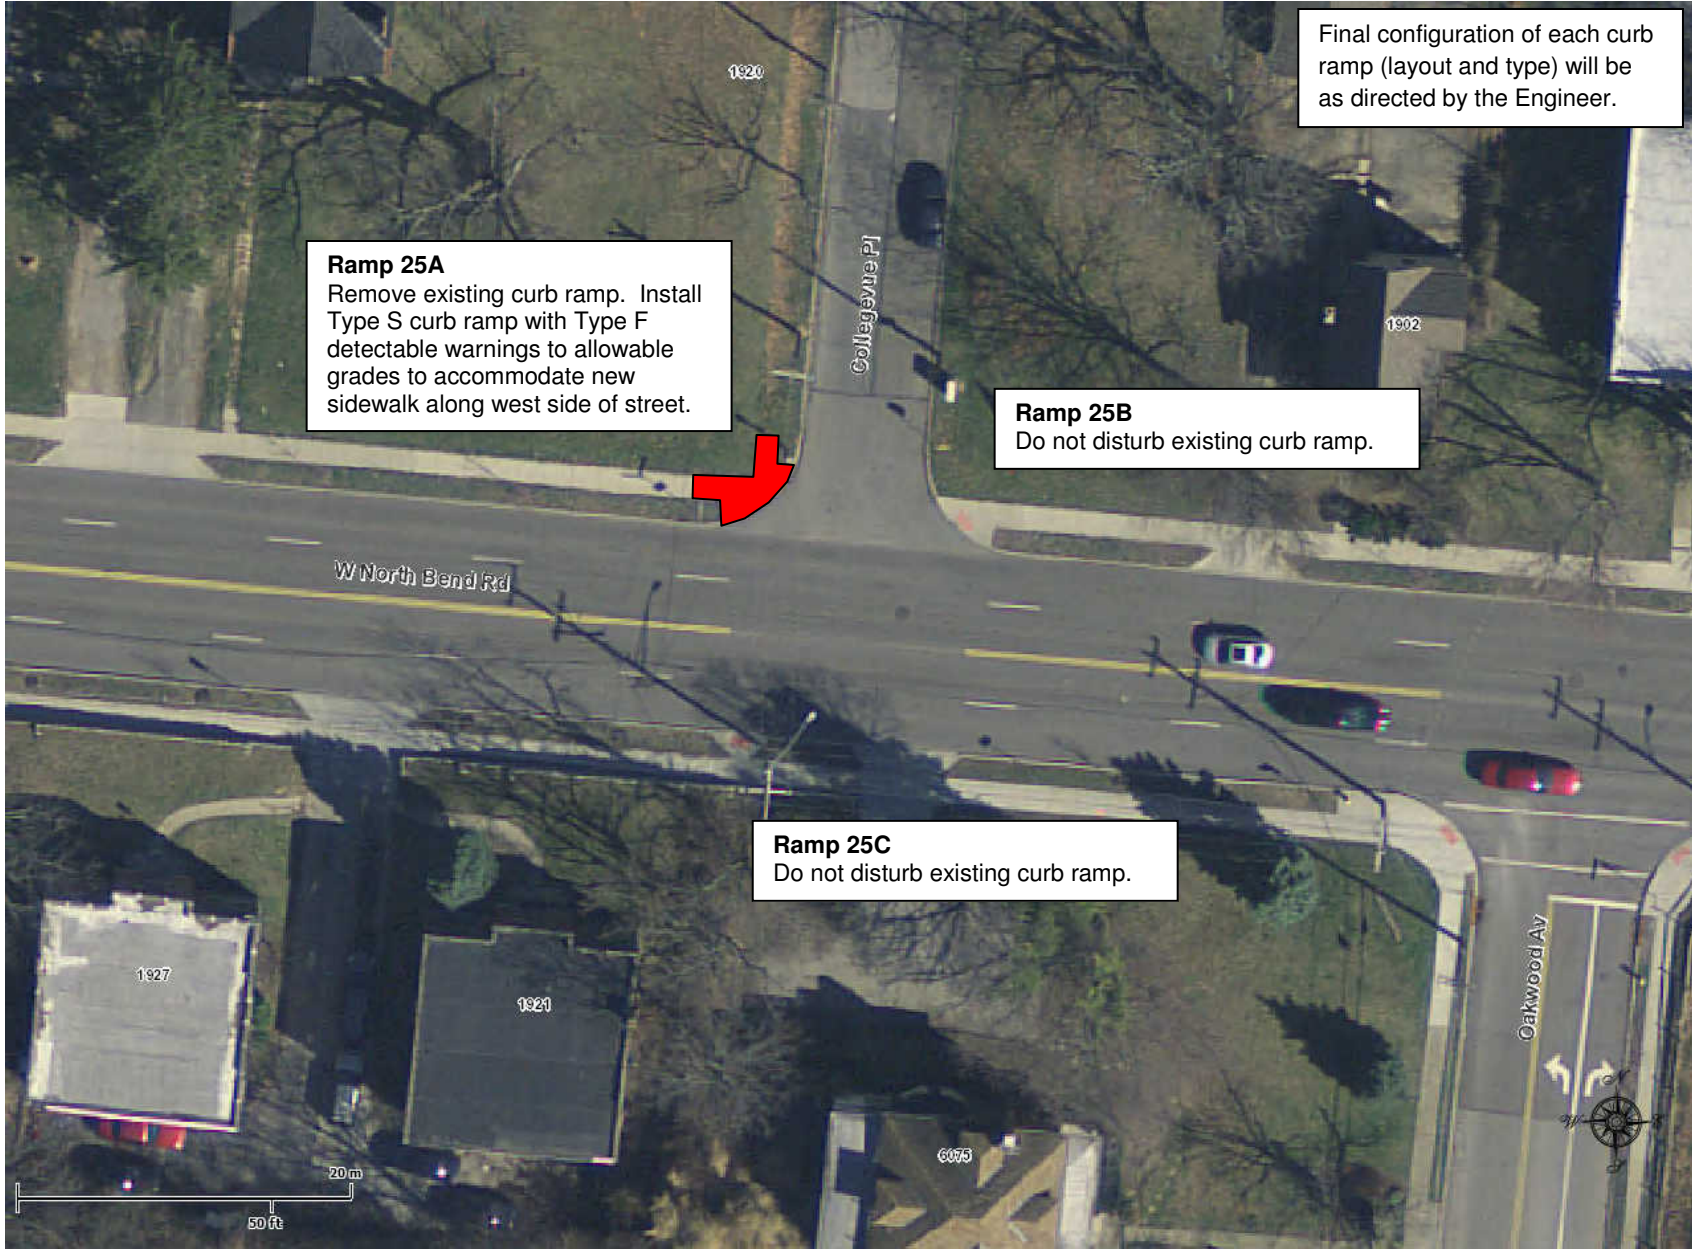 Final configuration of each curb
ramp (layout and type) will be
as directed by the Engineer.
1920
Ramp 25A
Remove existing curb ramp.  Install
Type S curb ramp with Type F
detectable warnings to allowable
grades to accommodate new
sidewalk along west side of street.
Collegevue Pl
1902
Ramp 25B
Do not disturb existing curb ramp.
W North Bend Rd
Ramp 25C
Do not disturb existing curb ramp.
1927
1921
Oakwood Av
6075
N
W
E
S
20 m
50 ft